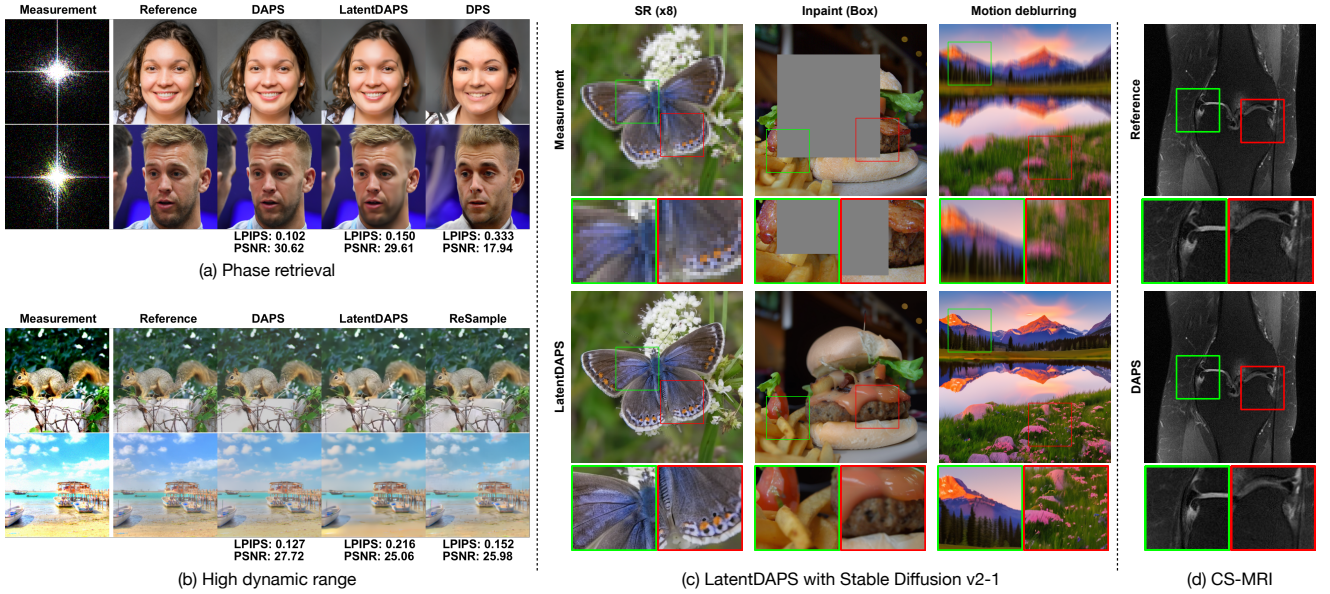 Measurement Reference DAPS LatentDAPS DPS
LPIPS: 0.102 LPIPS: 0.150 LPIPS: 0.333
PSNR: 30.62 PSNR: 29.61 PSNR: 17.94
(a) Phase retrieval
Measurement Reference DAPS LatentDAPS ReSample
LPIPS: 0.127 LPIPS: 0.216 LPIPS: 0.152
PSNR: 27.72 PSNR: 25.06 PSNR: 25.98
(b) High dynamic range
SR (x8) Inpaint (Box) Motion deblurring
Measurement
LatentDAPS
(c) LatentDAPS with Stable Diffusion v2-1
Reference
DAPS
(d) CS-MRI